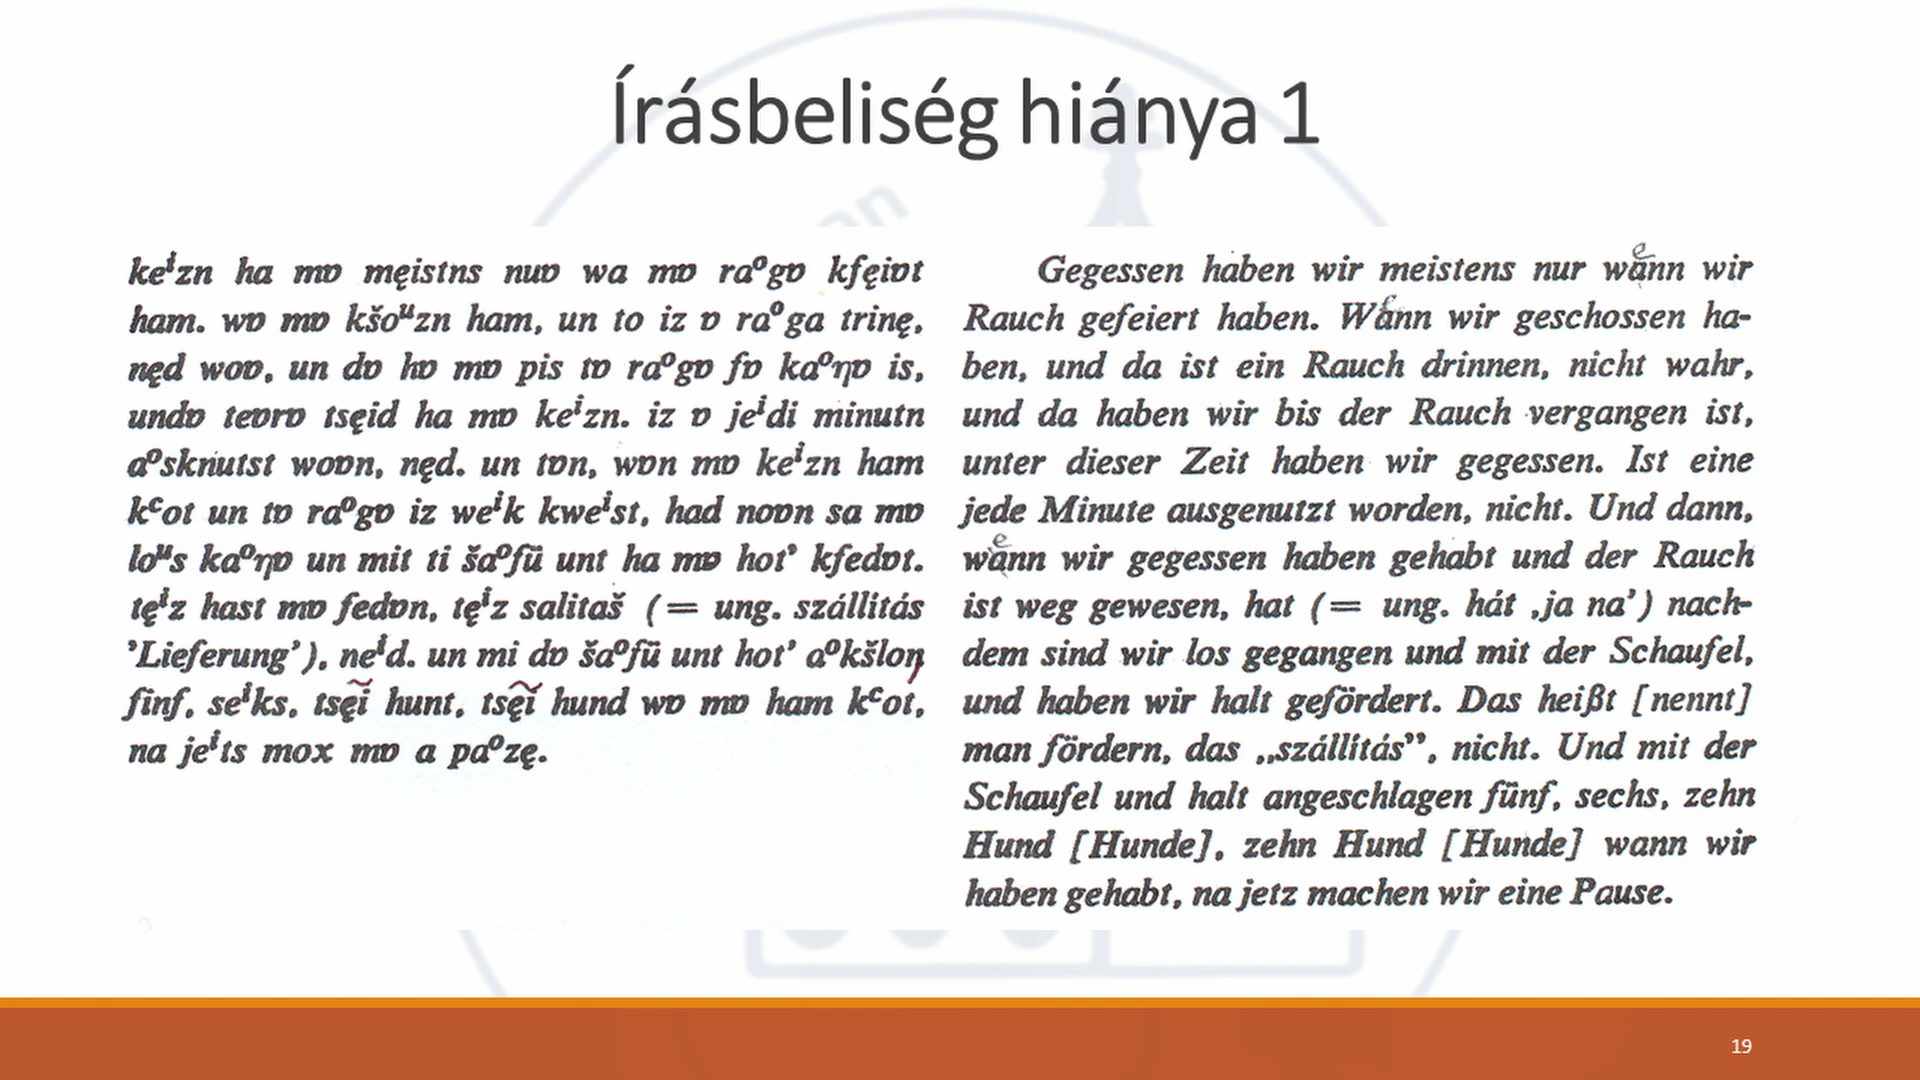 Írásbeliség hiánya 1
keⁱzn ha mɒ męistns nuɒ wa mɒ raᵒgɒ kfęiɒt
ham. wɒ mɒ kšoᵘzn ham, un to iz ɒ raᵒga trinę,
nęd woɒ, un dɒ hɒ mɒ pis tɒ raᵒgɒ fɒ kaᵒŋɒ is,
undɒ teɒrɒ tsęid ha mɒ keⁱzn. iz ɒ jeⁱdi minutn
aᵒsknutst woɒn, nęd. un tɒn, wɒn mɒ keⁱzn ham
kᶜot un tɒ raᵒgɒ iz weⁱk kweⁱst, had noɒn sa mɒ
loᵘs kaᵒŋɒ un mit ti šaᵒfü unt ha mɒ hot’ kfedɒt.
tęⁱz hast mɒ fedɒn, tęⁱz salitaš (= ung. szállítás
’Lieferung’), neⁱd. un mi dɒ šaᵒfü unt hot’ aᵒkšloŋ
finf, seⁱks, tsęĩ hunt, tsęĩ hund wɒ mɒ ham kᶜot,
na jeⁱts mox mɒ a paᵒzę.
Gegessen haben wir meistens nur wann wir
Rauch gefeiert haben. Wann wir geschossen ha-
ben, und da ist ein Rauch drinnen, nicht wahr,
und da haben wir bis der Rauch vergangen ist,
unter dieser Zeit haben wir gegessen. Ist eine
jede Minute ausgenutzt worden, nicht. Und dann,
wann wir gegessen haben gehabt und der Rauch
ist weg gewesen, hat (= ung. hát ‚ja na’) nach-
dem sind wir los gegangen und mit der Schaufel,
und haben wir halt gefördert. Das heißt [nennt]
man fördern, das „szállítás”, nicht. Und mit der
Schaufel und halt angeschlagen fünf, sechs, zehn
Hund [Hunde], zehn Hund [Hunde] wann wir
haben gehabt, na jetz machen wir eine Pause.
19